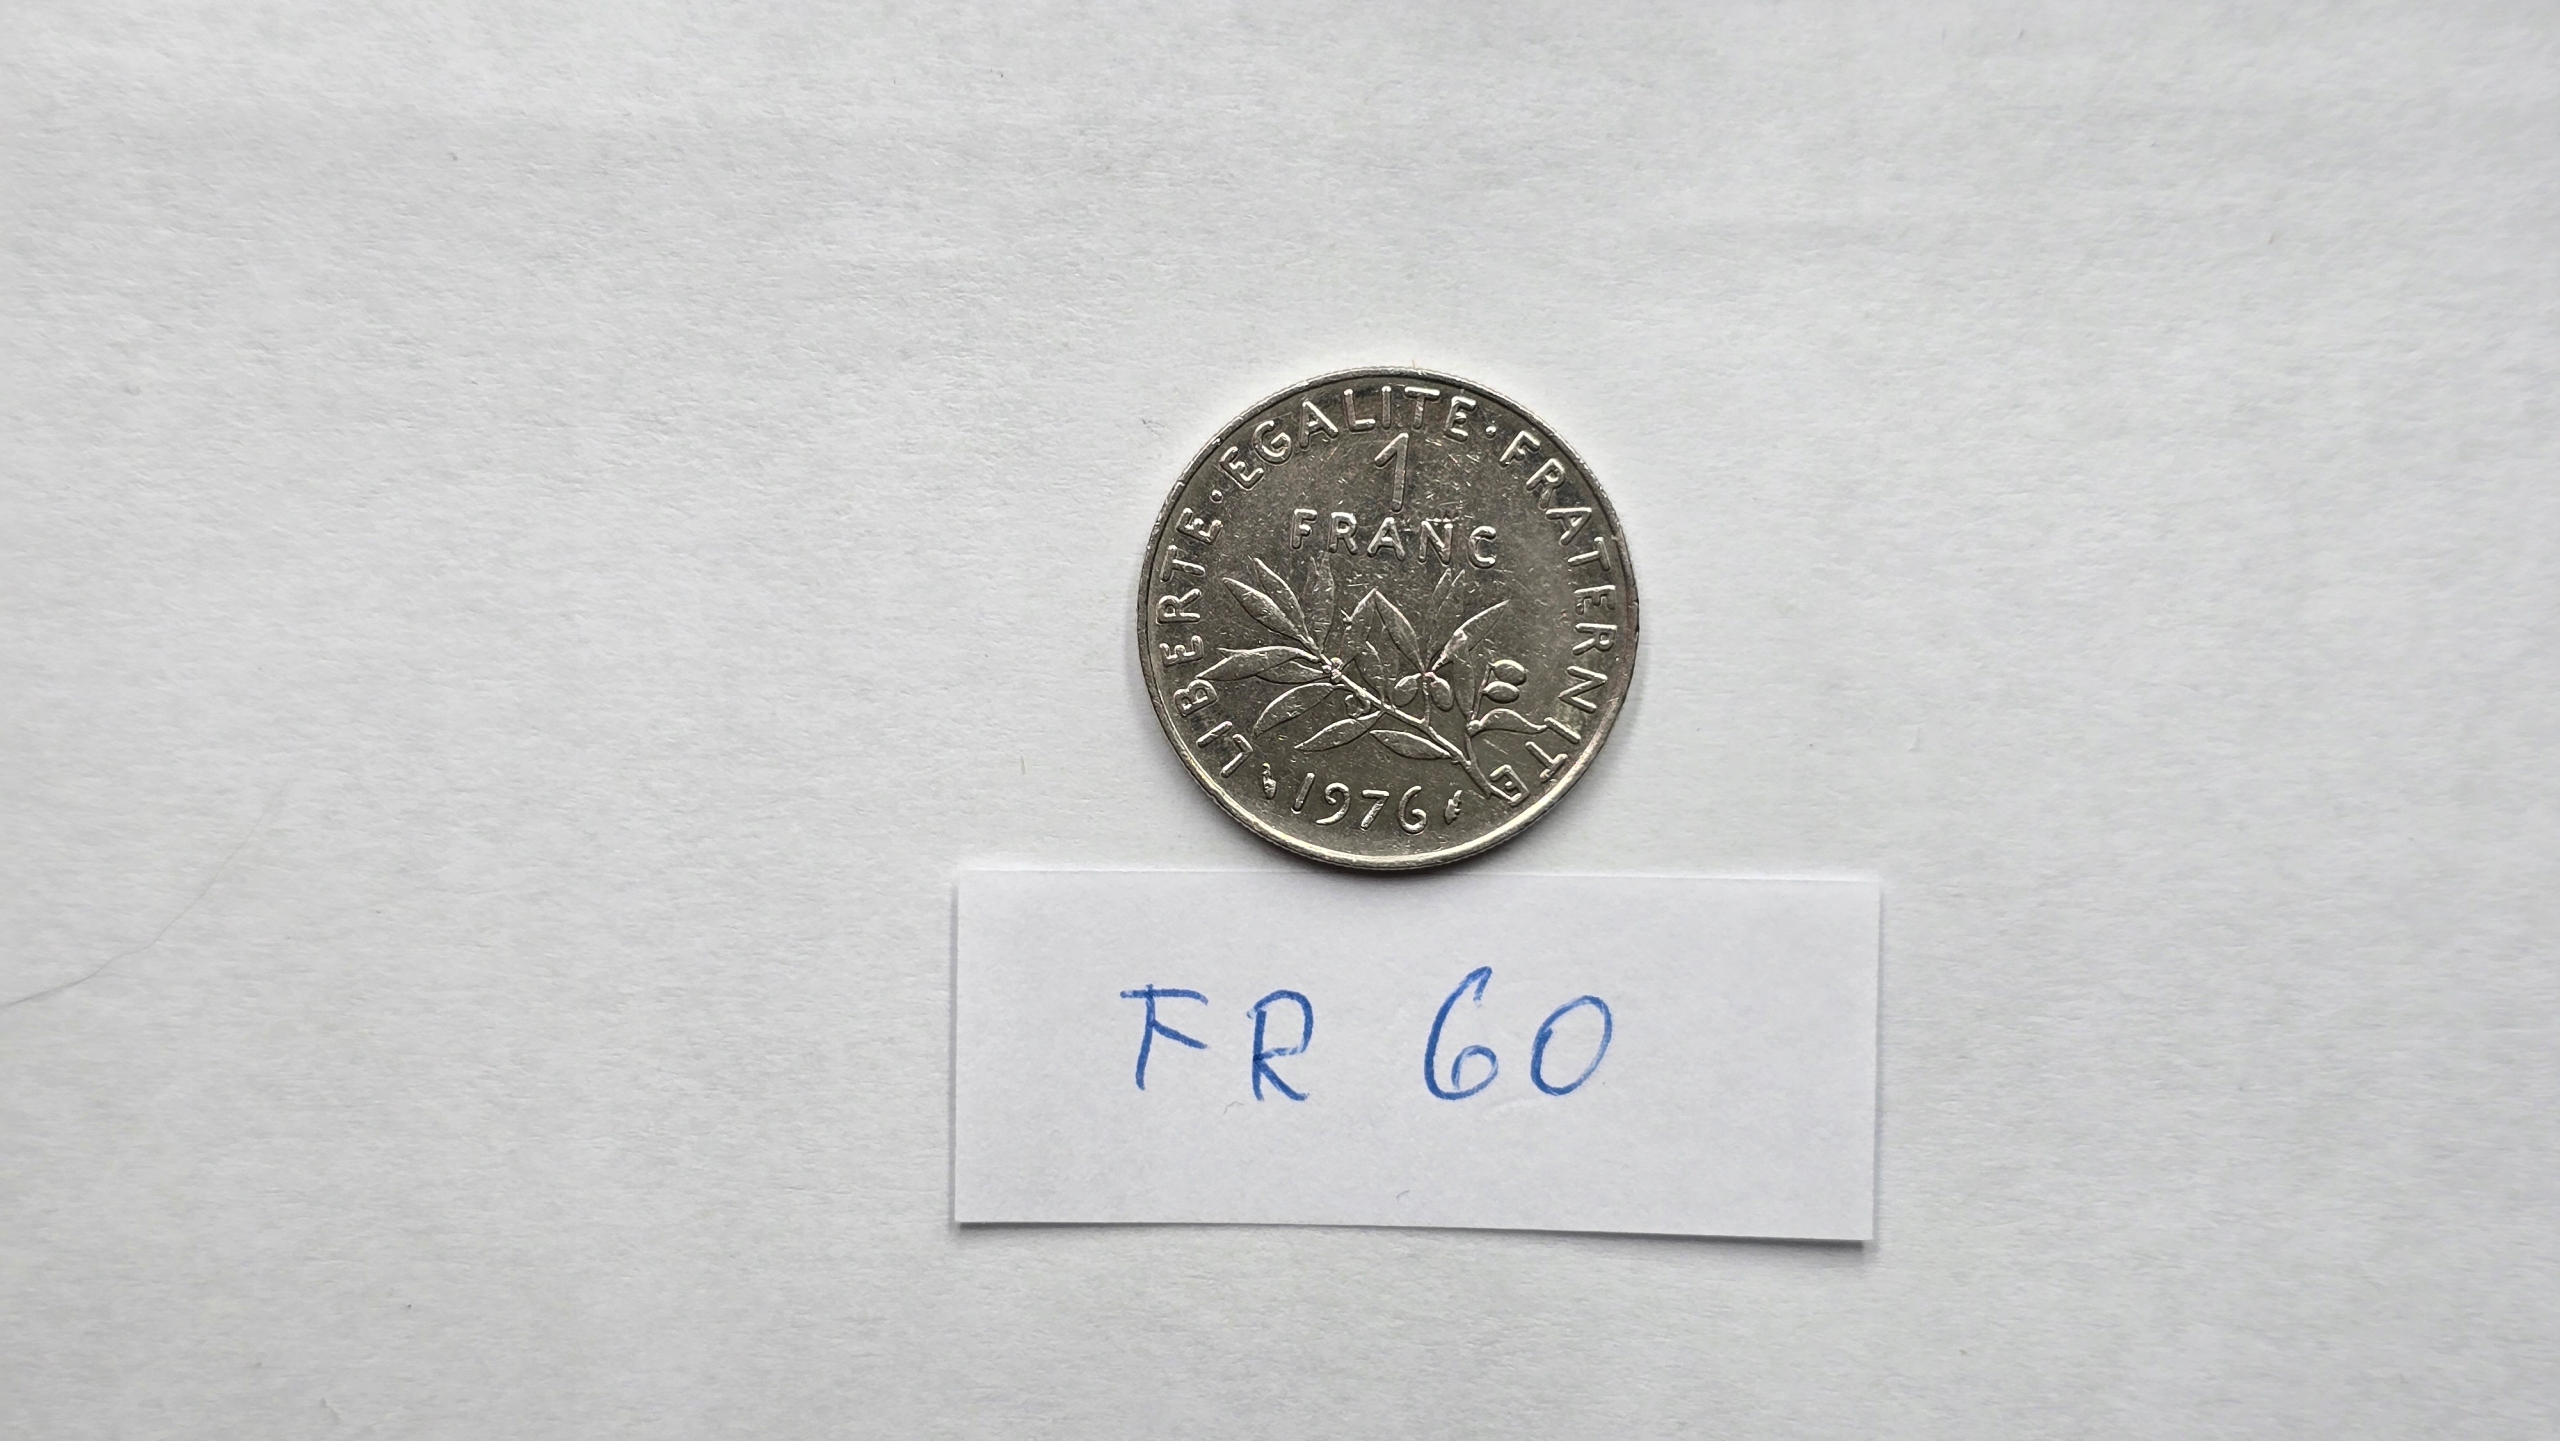 LIBERTE · EGALITE · FRATERNITE
1
FRANC
1976
FR 60